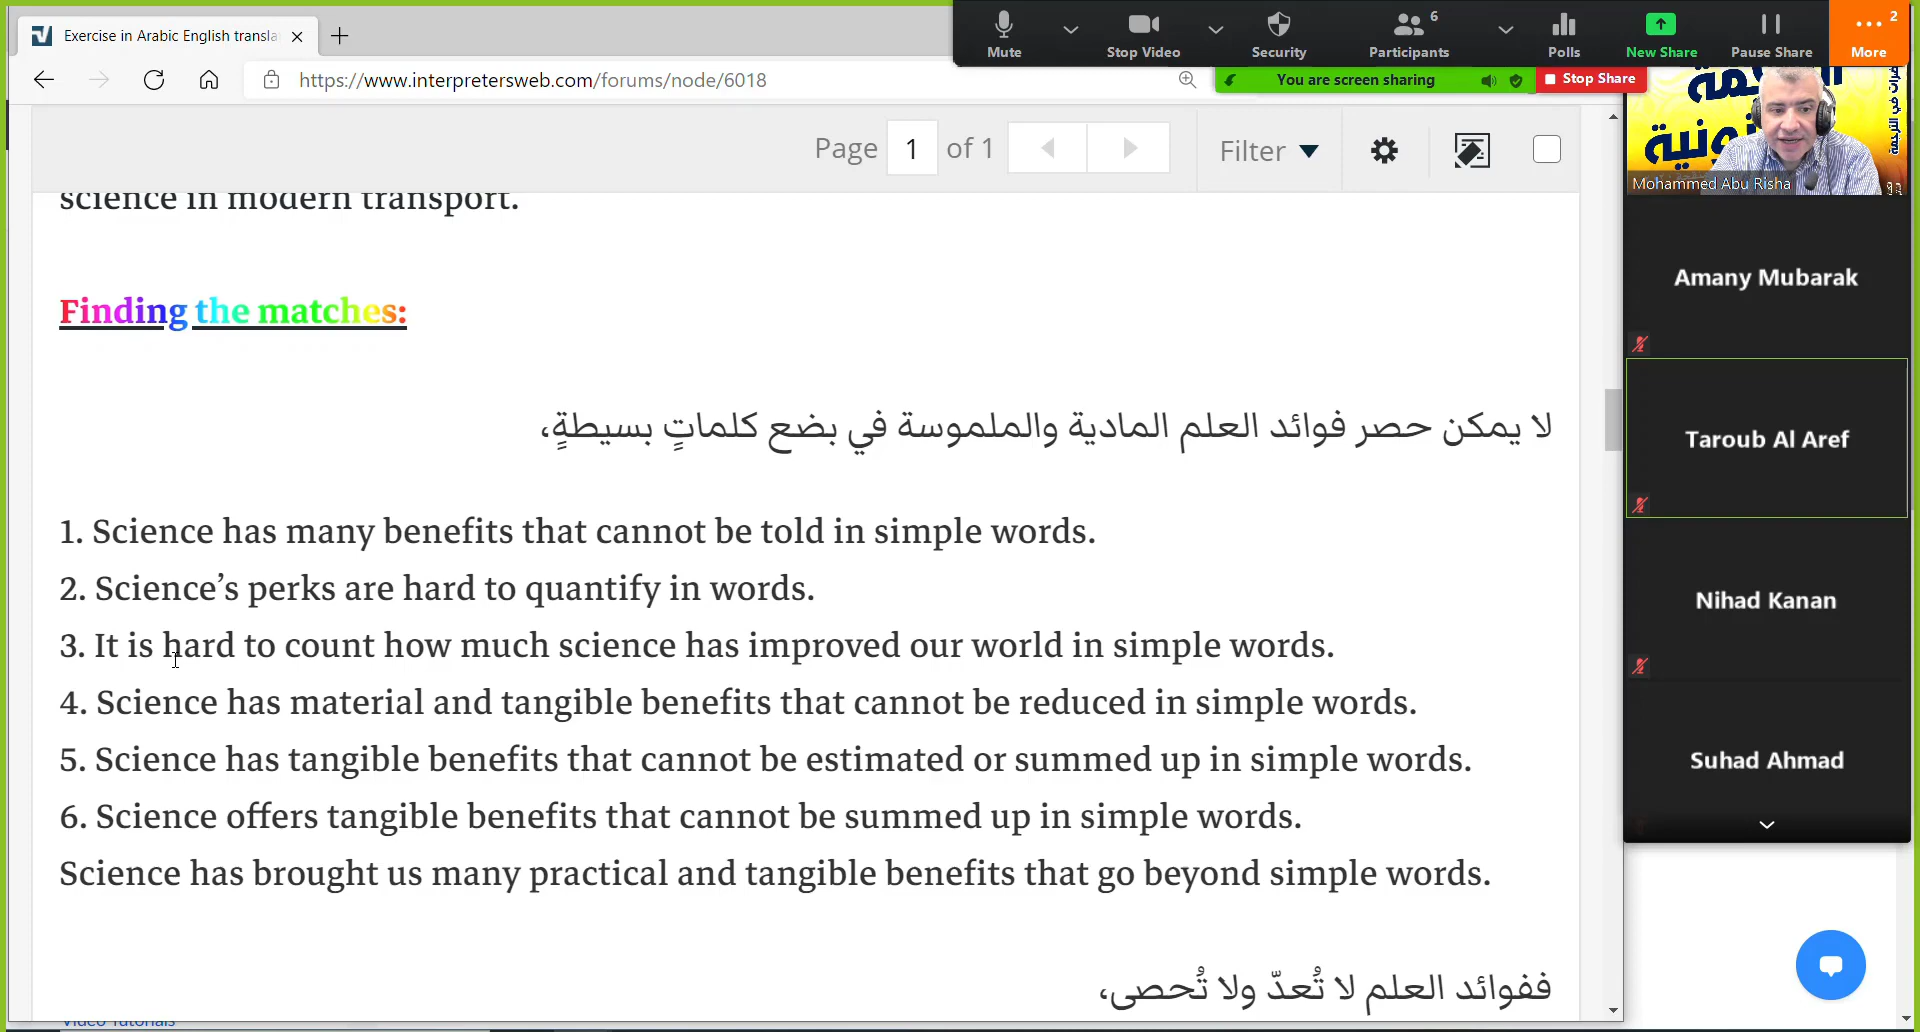 Exercise in Arabic English transla
https://www.interpretersweb.com/forums/node/6018
Mute
Stop Video
Security
6
Participants
Polls
New Share
Pause Share
2
More
You are screen sharing
Stop Share
Page 1 of 1
Filter
science in modern transport.
Finding the matches:
لا يمكن حصر فوائد العلم المادية والملموسة في بضع كلماتٍ بسيطةٍ،
1. Science has many benefits that cannot be told in simple words.
2. Science’s perks are hard to quantify in words.
3. It is hard to count how much science has improved our world in simple words.
4. Science has material and tangible benefits that cannot be reduced in simple words.
5. Science has tangible benefits that cannot be estimated or summed up in simple words.
6. Science offers tangible benefits that cannot be summed up in simple words.
Science has brought us many practical and tangible benefits that go beyond simple words.
ففوائد العلم لا تُعدّ ولا تُحصى،
Video Tutorials
Mohammed Abu Risha
Amany Mubarak
Taroub Al Aref
Nihad Kanan
Suhad Ahmad